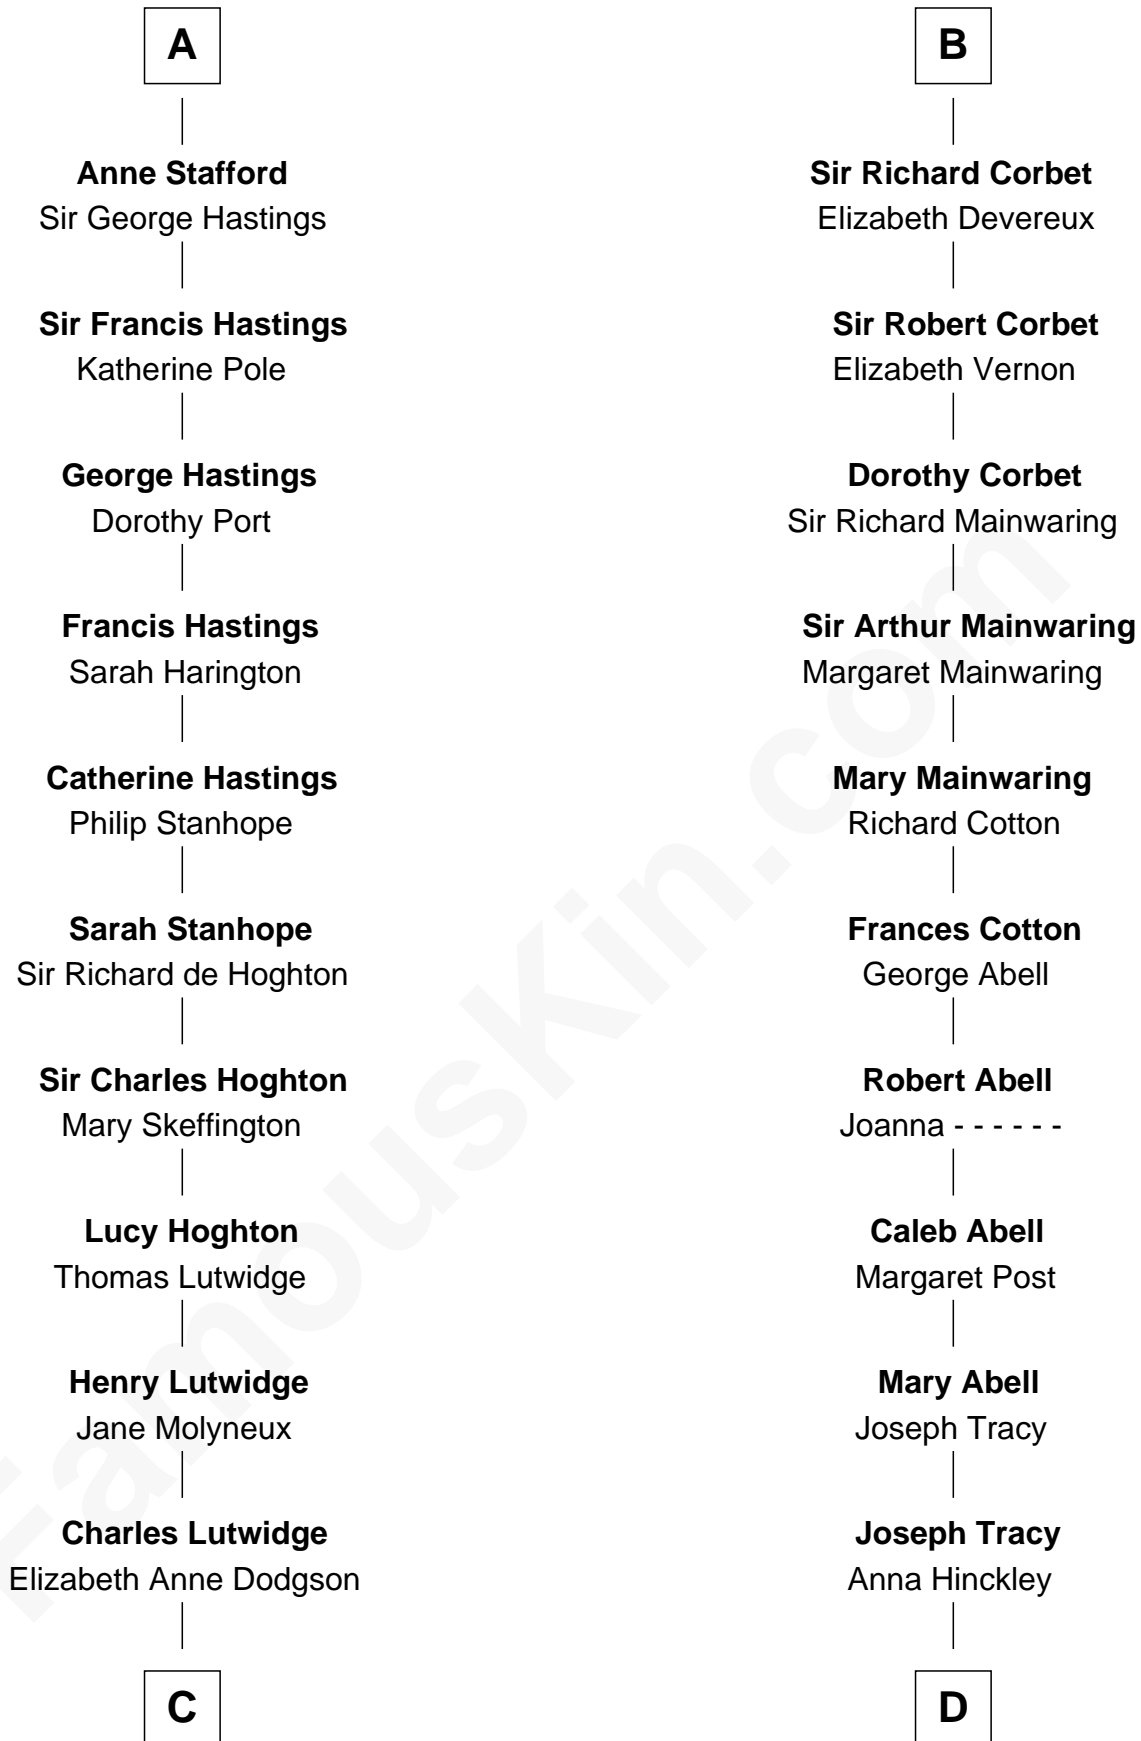 A
Anne Stafford
Sir George Hastings
Sir Francis Hastings
Katherine Pole
George Hastings
Dorothy Port
Francis Hastings
Sarah Harington
Catherine Hastings
Philip Stanhope
Sarah Stanhope
Sir Richard de Hoghton
Sir Charles Hoghton
Mary Skeffington
Lucy Hoghton
Thomas Lutwidge
Henry Lutwidge
Jane Molyneux
Charles Lutwidge
Elizabeth Anne Dodgson
C
B
Sir Richard Corbet
Elizabeth Devereux
Sir Robert Corbet
Elizabeth Vernon
Dorothy Corbet
Sir Richard Mainwaring
Sir Arthur Mainwaring
Margaret Mainwaring
Mary Mainwaring
Richard Cotton
Frances Cotton
George Abell
Robert Abell
Joanna - - - - - -
Caleb Abell
Margaret Post
Mary Abell
Joseph Tracy
Joseph Tracy
Anna Hinckley
D
FamousKin.com